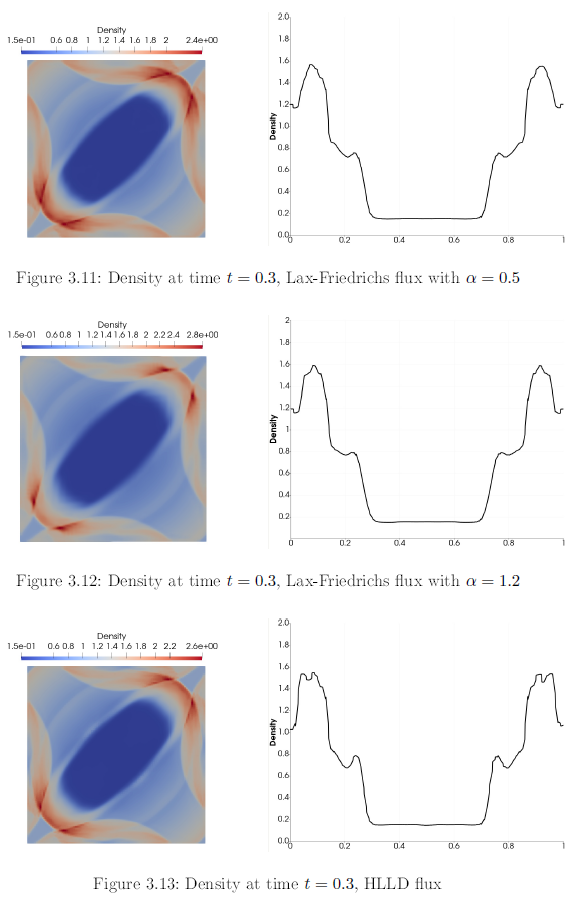 Density
1.5e-01 0.6 0.8 1 1.2 1.4 1.6 1.8 2 2.4e+00
2.0
1.8
1.6
1.4
1.2
1.0
0.8
0.6
0.4
0.2
0.0
Density
0 0.2 0.4 0.6 0.8 1
Figure 3.11: Density at time t = 0.3, Lax-Friedrichs flux with α = 0.5
Density
1.5e-01 0.6 0.8 1 1.2 1.4 1.6 1.8 2 2.2 2.4 2.8e+00
2
1.8
1.6
1.4
1.2
1
0.8
0.6
0.4
0.2
Density
0 0.2 0.4 0.6 0.8 1
Figure 3.12: Density at time t = 0.3, Lax-Friedrichs flux with α = 1.2
Density
1.5e-01 0.6 0.8 1 1.2 1.4 1.6 1.8 2 2.2 2.6e+00
2.0
1.8
1.6
1.4
1.2
1.0
0.8
0.6
0.4
0.2
0.0
Density
0 0.2 0.4 0.6 0.8 1
Figure 3.13: Density at time t = 0.3, HLLD flux